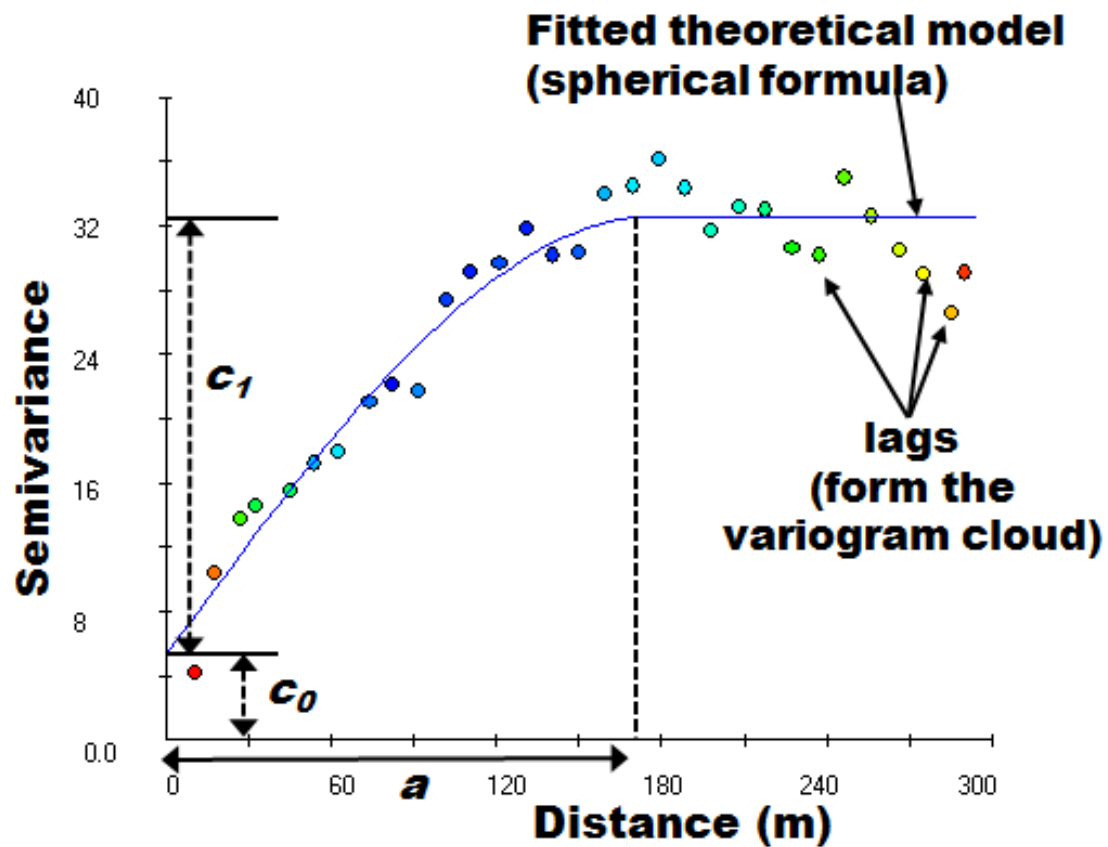 Fitted theoretical model
(spherical formula)
40
32
24
16
8
0.0
Semivariance
c1
c0
a
lags
(form the
variogram cloud)
0 60 120 180 240 300
Distance (m)